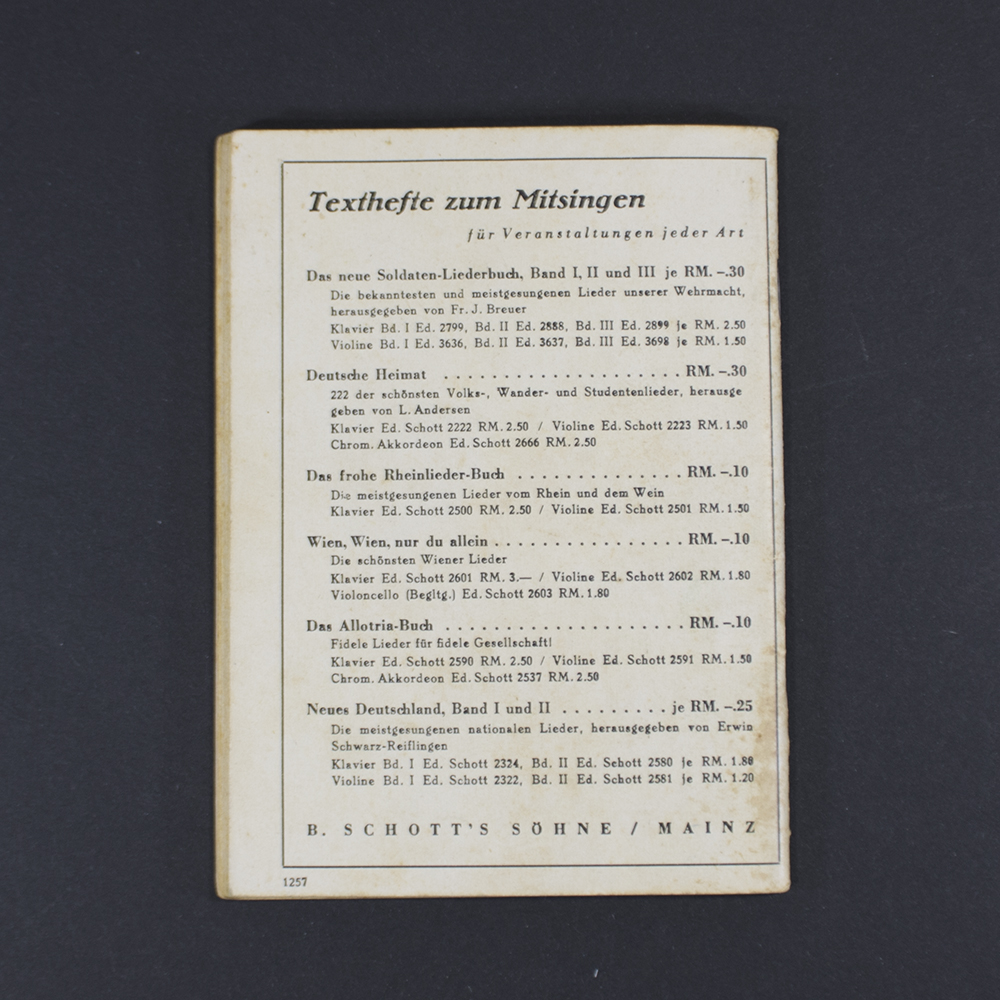 Texthefte zum Mitsingen
für Veranstaltungen jeder Art
Das neue Soldaten-Liederbuch, Band I, II und III je RM. –.30
Die bekanntesten und meistgesungenen Lieder unserer Wehrmacht,
herausgegeben von Fr. J. Breuer
Klavier Bd. I Ed. 2799, Bd. II Ed. 2888, Bd. III Ed. 2899 je RM. 2.50
Violine Bd. I Ed. 3636, Bd. II Ed. 3637, Bd. III Ed. 3698 je RM. 1.50
Deutsche Heimat . . . . . . . . . . . . . . . . . . . . RM. –.30
222 der schönsten Volks-, Wander- und Studentenlieder, herausge
geben von L. Andersen
Klavier Ed. Schott 2222 RM. 2.50 / Violine Ed. Schott 2223 RM. 1.50
Chrom. Akkordeon Ed. Schott 2666 RM. 2.50
Das frohe Rheinlieder-Buch . . . . . . . . . . . . . . RM. –.10
Die meistgesungenen Lieder vom Rhein und dem Wein
Klavier Ed. Schott 2500 RM. 2.50 / Violine Ed. Schott 2501 RM. 1.50
Wien, Wien, nur du allein . . . . . . . . . . . . . . . . RM. –.10
Die schönsten Wiener Lieder
Klavier Ed. Schott 2601 RM. 3.— / Violine Ed. Schott 2602 RM. 1.80
Violoncello (Begltg.) Ed. Schott 2603 RM. 1.80
Das Allotria-Buch . . . . . . . . . . . . . . . . . . . . RM. –.10
Fidele Lieder für fidele Gesellschaft!
Klavier Ed. Schott 2590 RM. 2.50 / Violine Ed. Schott 2591 RM. 1.50
Chrom. Akkordeon Ed. Schott 2537 RM. 2.50
Neues Deutschland, Band I und II . . . . . . . . . je RM. –.25
Die meistgesungenen nationalen Lieder, herausgegeben von Erwin
Schwarz-Reiflingen
Klavier Bd. I Ed. Schott 2324, Bd. II Ed. Sehott 2580 je RM. 1.80
Violine Bd. I Ed. Schott 2322, Bd. II Ed. Schott 2581 je RM. 1.20
B. SCHOTT'S SÖHNE / MAINZ
1257